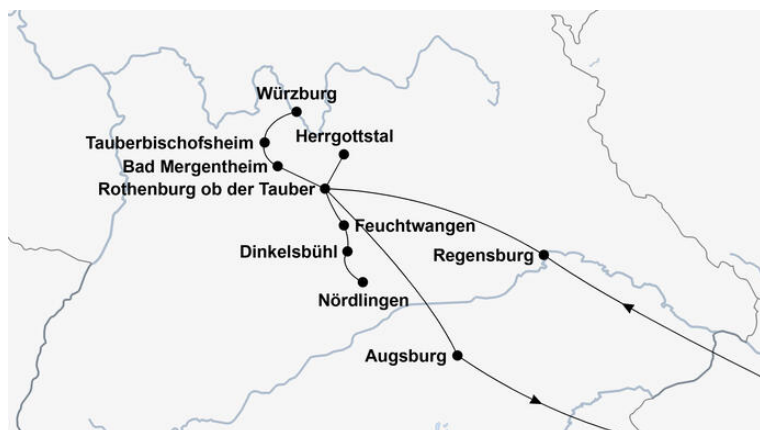 Würzburg
Herrgottstal
Tauberbischofsheim
Bad Mergentheim
Rothenburg ob der Tauber
Feuchtwangen
Dinkelsbühl
Regensburg
Nördlingen
Augsburg